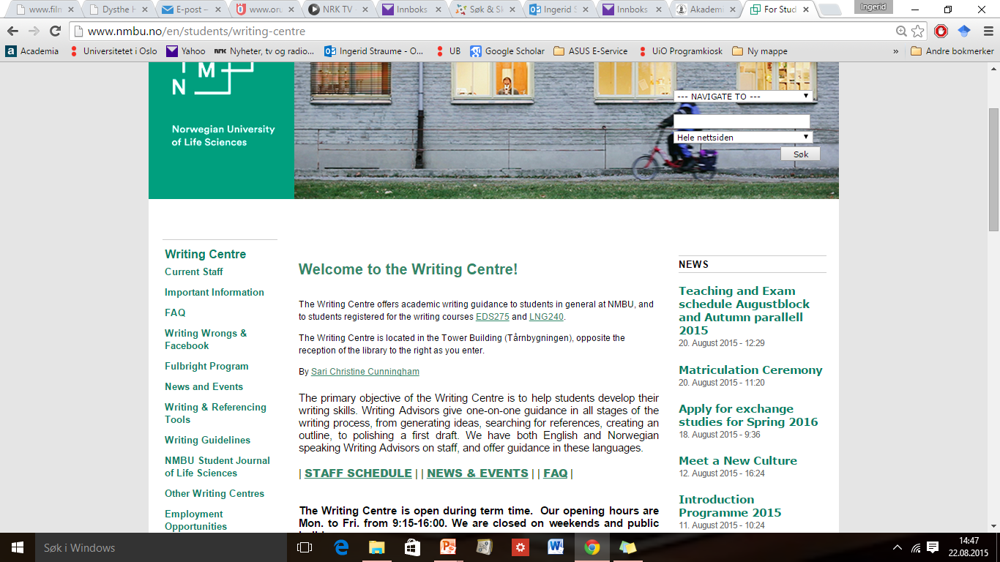 www.film
Dysthe H
E-post –
www.oru
NRK TV -
Innboks
Søk & Sk
Ingerid S
Innboks
Akademi
For Stud
Ingerid
www.nmbu.no/en/students/writing-centre
Academia
Universitetet i Oslo
Yahoo
NRK Nyheter, tv og radio...
Ingerid Straume - O...
UB
Google Scholar
ASUS E-Service
UiO Programkiosk
Ny mappe
»
Andre bokmerker
N M
Norwegian University
of Life Sciences
--- NAVIGATE TO ---
Hele nettsiden
Søk
Writing Centre
Current Staff
Important Information
FAQ
Writing Wrongs &
Facebook
Fulbright Program
News and Events
Writing & Referencing
Tools
Writing Guidelines
NMBU Student Journal
of Life Sciences
Other Writing Centres
Employment
Opportunities
Welcome to the Writing Centre!
The Writing Centre offers academic writing guidance to students in general at NMBU, and
to students registered for the writing courses EDS275 and LNG240.
The Writing Centre is located in the Tower Building (Tårnbygningen), opposite the
reception of the library to the right as you enter.
By Sari Christine Cunningham
The primary objective of the Writing Centre is to help students develop their
writing skills. Writing Advisors give one-on-one guidance in all stages of the
writing process, from generating ideas, searching for references, creating an
outline, to polishing a first draft. We have both English and Norwegian
speaking Writing Advisors on staff, and offer guidance in these languages.
| STAFF SCHEDULE | | NEWS & EVENTS | | FAQ |
The Writing Centre is open during term time. Our opening hours are
Mon. to Fri. from 9:15-16:00. We are closed on weekends and public
NEWS
Teaching and Exam
schedule Augustblock
and Autumn parallell
2015
20. August 2015 - 12:29
Matriculation Ceremony
20. August 2015 - 11:20
Apply for exchange
studies for Spring 2016
18. August 2015 - 9:36
Meet a New Culture
12. August 2015 - 16:24
Introduction
Programme 2015
11. August 2015 - 10:24
Søk i Windows
14:47
22.08.2015